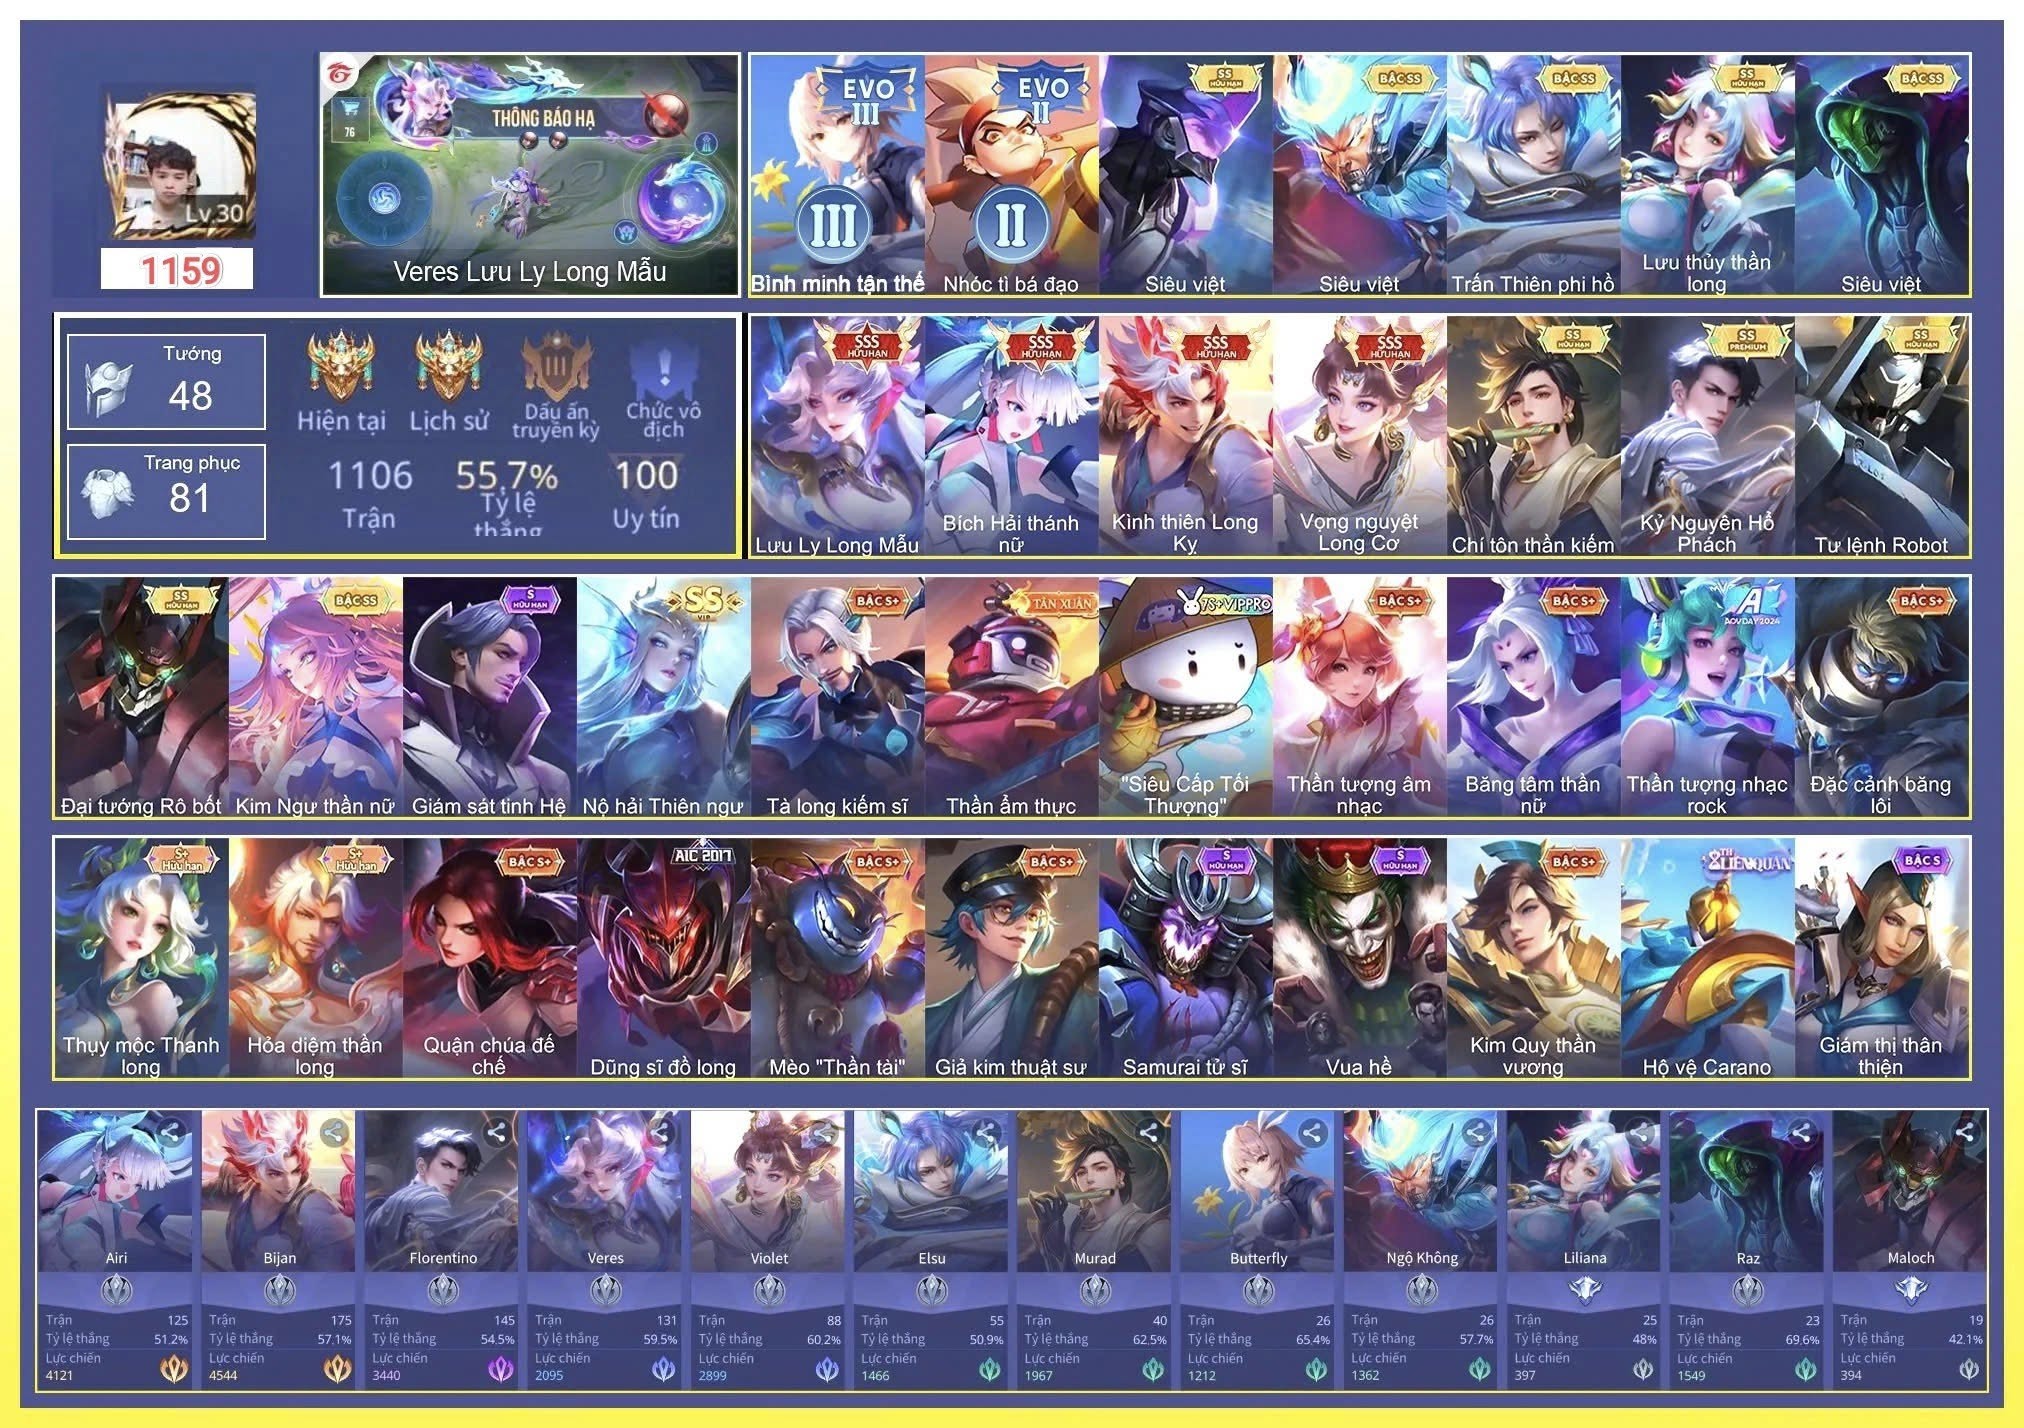 Lv.30
1159
76
THÔNG BÁO HẠ
Veres Lưu Ly Long Mẫu
EVO
III
III
Bình minh tận thế
EVO
II
II
Nhóc tì bá đạo
SS
HỮU HẠN
Siêu việt
BẬC SS
Siêu việt
BẬC SS
Trấn Thiên phi hồ
SS
HỮU HẠN
Lưu thủy thần
long
BẬC SS
Siêu việt
Tướng
48
Trang phục
81
Hiện tại
Lịch sử
III
Dấu ấn
truyền kỳ
Chức vô
địch
1106
Trận
55,7%
Tỷ lệ
thắng
100
Uy tín
SSS
HỮU HẠN
Lưu Ly Long Mẫu
SSS
HỮU HẠN
Bích Hải thánh
nữ
SSS
HỮU HẠN
Kình thiên Long
Kỵ
SSS
HỮU HẠN
Vọng nguyệt
Long Cơ
SS
HỮU HẠN
Chí tôn thần kiếm
SS
PREMIUM
Kỷ Nguyên Hổ
Phách
SS
HỮU HẠN
Tư lệnh Robot
SS
HỮU HẠN
Đại tướng Rô bốt
BẬC SS
Kim Ngư thần nữ
S
HỮU HẠN
Giám sát tinh Hệ
SS
VIP
Nộ hải Thiên ngư
BẬC S+
Tà long kiếm sĩ
TÂN XUÂN
Thần ẩm thực
7S+VIPPRO
"Siêu Cấp Tối
Thượng"
BẬC S+
Thần tượng âm
nhạc
BẬC S+
Băng tâm thần
nữ
AOVDAY2024
Thần tượng nhạc
rock
BẬC S+
Đặc cảnh băng
lôi
S+
Hữu hạn
Thụy mộc Thanh
long
S+
Hữu hạn
Hỏa diệm thần
long
BẬC S+
Quận chúa đế
chế
AIC 2017
Dũng sĩ đồ long
BẬC S+
Mèo "Thần tài"
BẬC S+
Giả kim thuật sư
S
HỮU HẠN
Samurai tử sĩ
S
HỮU HẠN
Vua hề
BẬC S+
Kim Quy thần
vương
LIÊNQUÂN
Hộ vệ Carano
BẬC S
Giám thị thân
thiện
Airi
Trận 125
Tỷ lệ thắng 51.2%
Lực chiến
4121
Bijan
Trận 175
Tỷ lệ thắng 57.1%
Lực chiến
4544
Florentino
Trận 145
Tỷ lệ thắng 54.5%
Lực chiến
3440
Veres
Trận 131
Tỷ lệ thắng 59.5%
Lực chiến
2095
Violet
Trận 88
Tỷ lệ thắng 60.2%
Lực chiến
2899
Elsu
Trận 55
Tỷ lệ thắng 50.9%
Lực chiến
1466
Murad
Trận 40
Tỷ lệ thắng 62.5%
Lực chiến
1967
Butterfly
Trận 26
Tỷ lệ thắng 65.4%
Lực chiến
1212
Ngộ Không
Trận 26
Tỷ lệ thắng 57.7%
Lực chiến
1362
Liliana
Trận 25
Tỷ lệ thắng 48%
Lực chiến
397
Raz
Trận 23
Tỷ lệ thắng 69.6%
Lực chiến
1549
Maloch
Trận 19
Tỷ lệ thắng 42.1%
Lực chiến
394